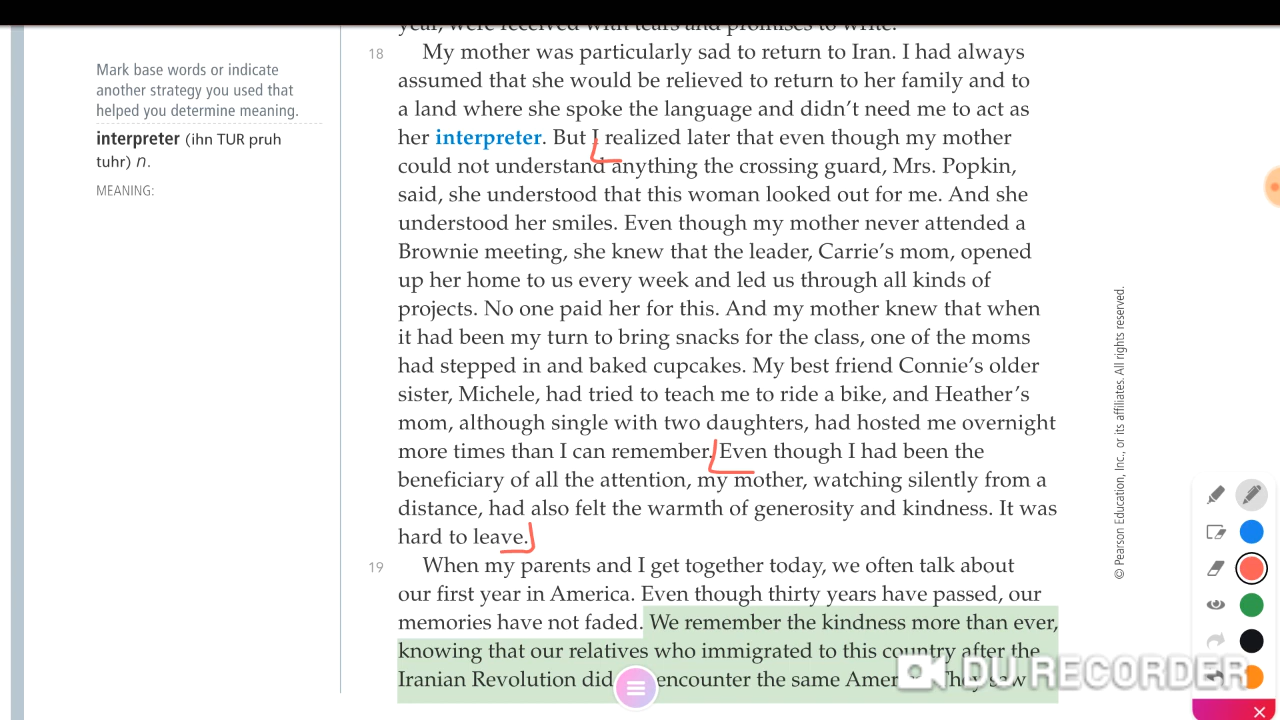 year, were received with tears and promises to write.
18 My mother was particularly sad to return to Iran. I had always
assumed that she would be relieved to return to her family and to
a land where she spoke the language and didn't need me to act as
her interpreter. But I realized later that even though my mother
could not understand anything the crossing guard, Mrs. Popkin,
said, she understood that this woman looked out for me. And she
understood her smiles. Even though my mother never attended a
Brownie meeting, she knew that the leader, Carrie's mom, opened
up her home to us every week and led us through all kinds of
projects. No one paid her for this. And my mother knew that when
it had been my turn to bring snacks for the class, one of the moms
had stepped in and baked cupcakes. My best friend Connie's older
sister, Michele, had tried to teach me to ride a bike, and Heather's
mom, although single with two daughters, had hosted me overnight
more times than I can remember. Even though I had been the
beneficiary of all the attention, my mother, watching silently from a
distance, had also felt the warmth of generosity and kindness. It was
hard to leave.
19 When my parents and I get together today, we often talk about
our first year in America. Even though thirty years have passed, our
memories have not faded. We remember the kindness more than ever,
knowing that our relatives who immigrated to this country after the
Iranian Revolution did encounter the same They saw
Mark base words or indicate
another strategy you used that
helped you determine meaning.
interpreter (ihn TUR pruh
tuhr) n.
MEANING:
© Pearson Education, Inc., or its affiliates. All rights reserved.
DU RECORDER